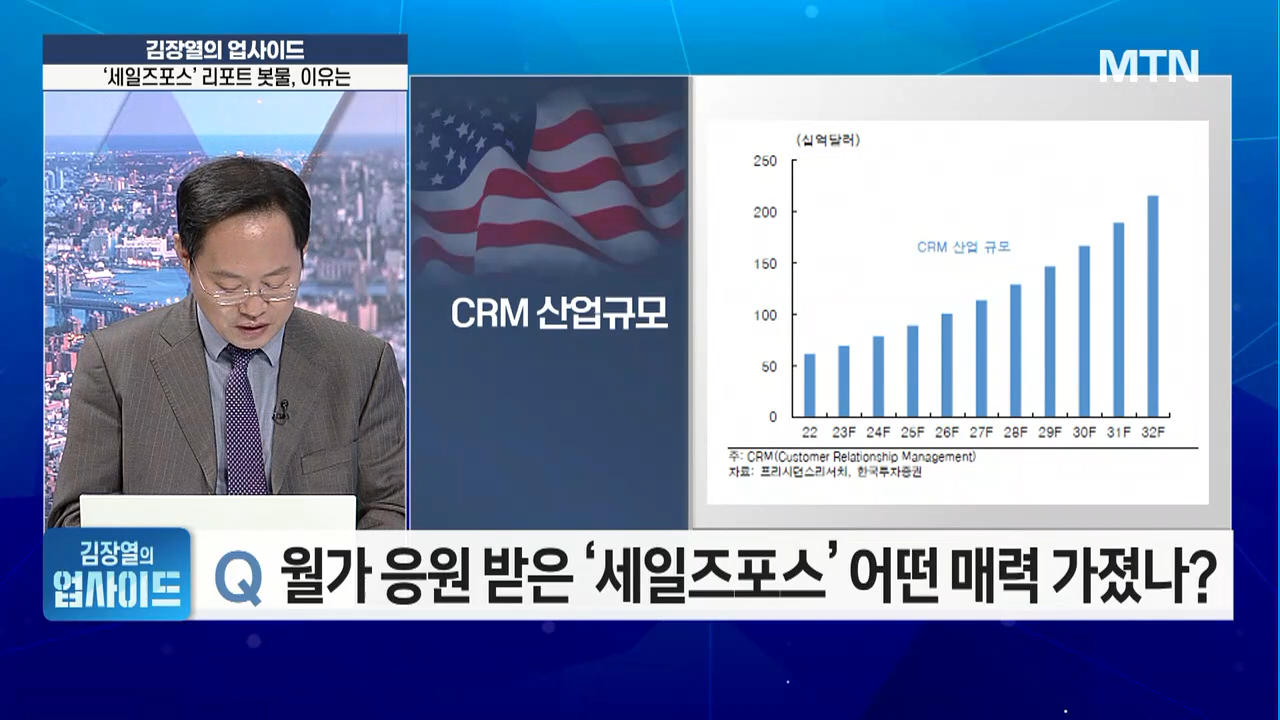 김장열의 업사이드
‘세일즈포스’ 리포트 봇물, 이유는
MTN
CRM 산업규모
(십억달러)
250
200
150
100
50
0
CRM 산업 규모
22 23F 24F 25F 26F 27F 28F 29F 30F 31F 32F
주: CRM(Customer Relationship Management)
자료: 프리시던스리서치, 한국투자증권
김장열의
업사이드
Q 월가 응원 받은 ‘세일즈포스’ 어떤 매력 가졌나?